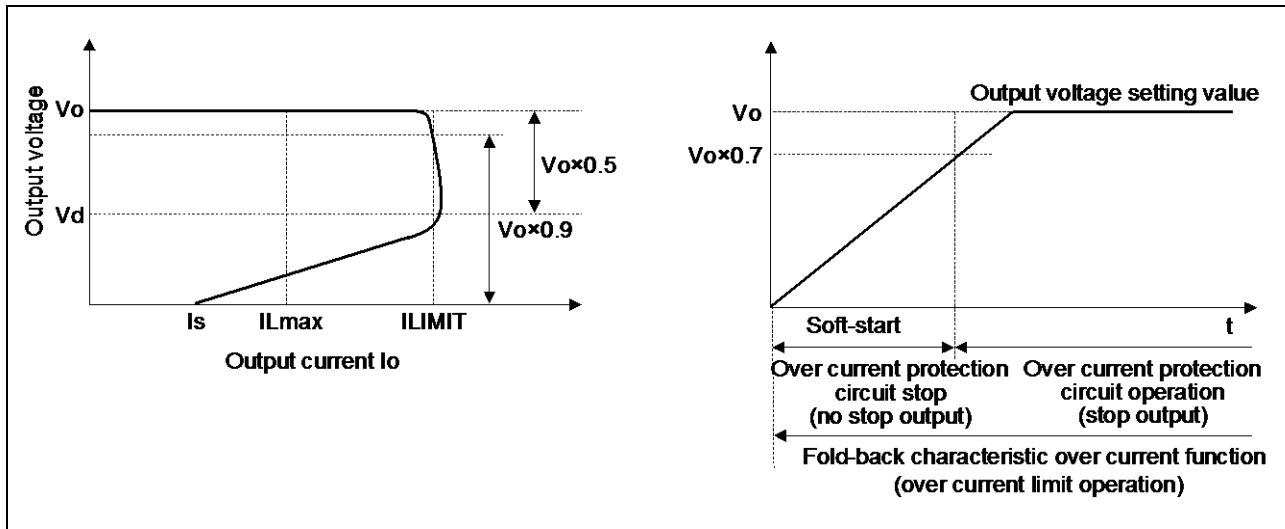 Output voltage
Vo
Vd
Vo×0.5
Vo×0.9
Is
ILmax
ILIMIT
Output current Io
Output voltage setting value
Vo
Vo×0.7
Soft-start
t
Over current protection
circuit stop
(no stop output)
Over current protection
circuit operation
(stop output)
Fold-back characteristic over current function
(over current limit operation)